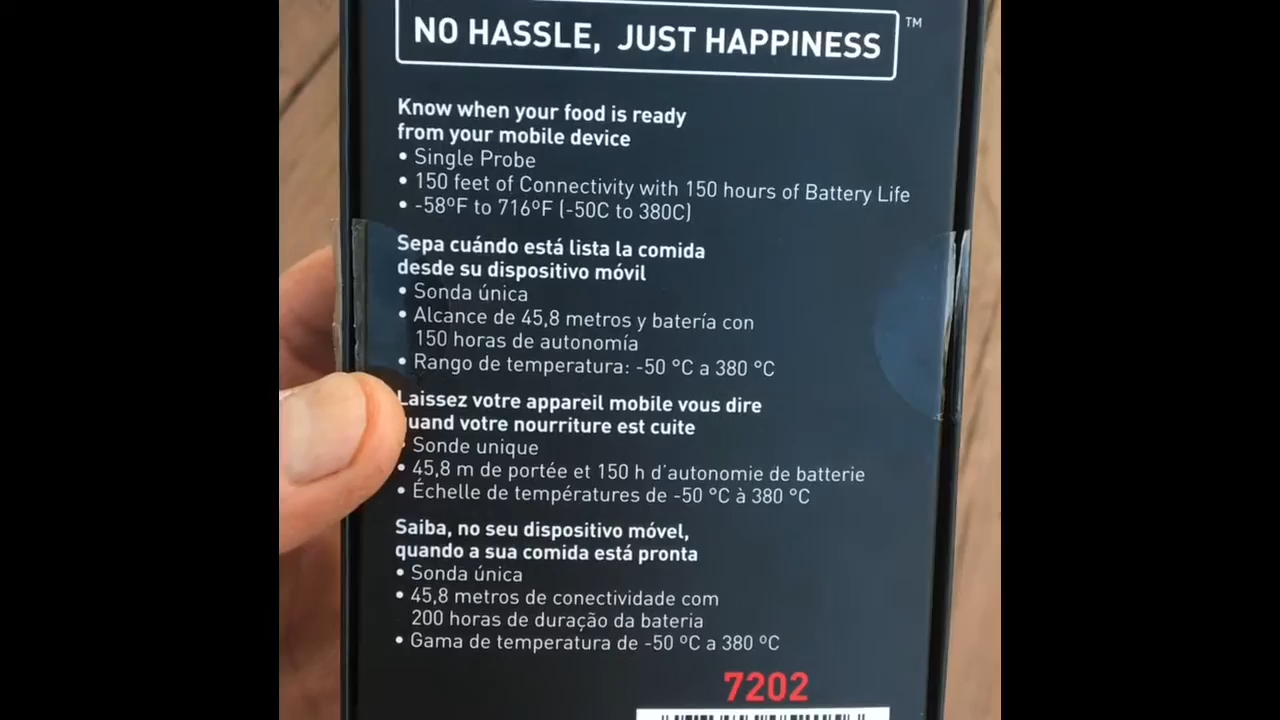 NO HASSLE, JUST HAPPINESS ™
Know when your food is ready
from your mobile device
• Single Probe
• 150 feet of Connectivity with 150 hours of Battery Life
• -58ºF to 716ºF (-50C to 380C)
Sepa cuándo está lista la comida
desde su dispositivo móvil
• Sonda única
• Alcance de 45,8 metros y batería con
150 horas de autonomía
• Rango de temperatura: -50 °C a 380 °C
Laissez votre appareil mobile vous dire
quand votre nourriture est cuite
• Sonde unique
• 45,8 m de portée et 150 h d'autonomie de batterie
• Échelle de températures de -50 °C à 380 °C
Saiba, no seu dispositivo móvel,
quando a sua comida está pronta
• Sonda única
• 45,8 metros de conectividade com
200 horas de duração da bateria
• Gama de temperatura de -50 ºC a 380 ºC
7202